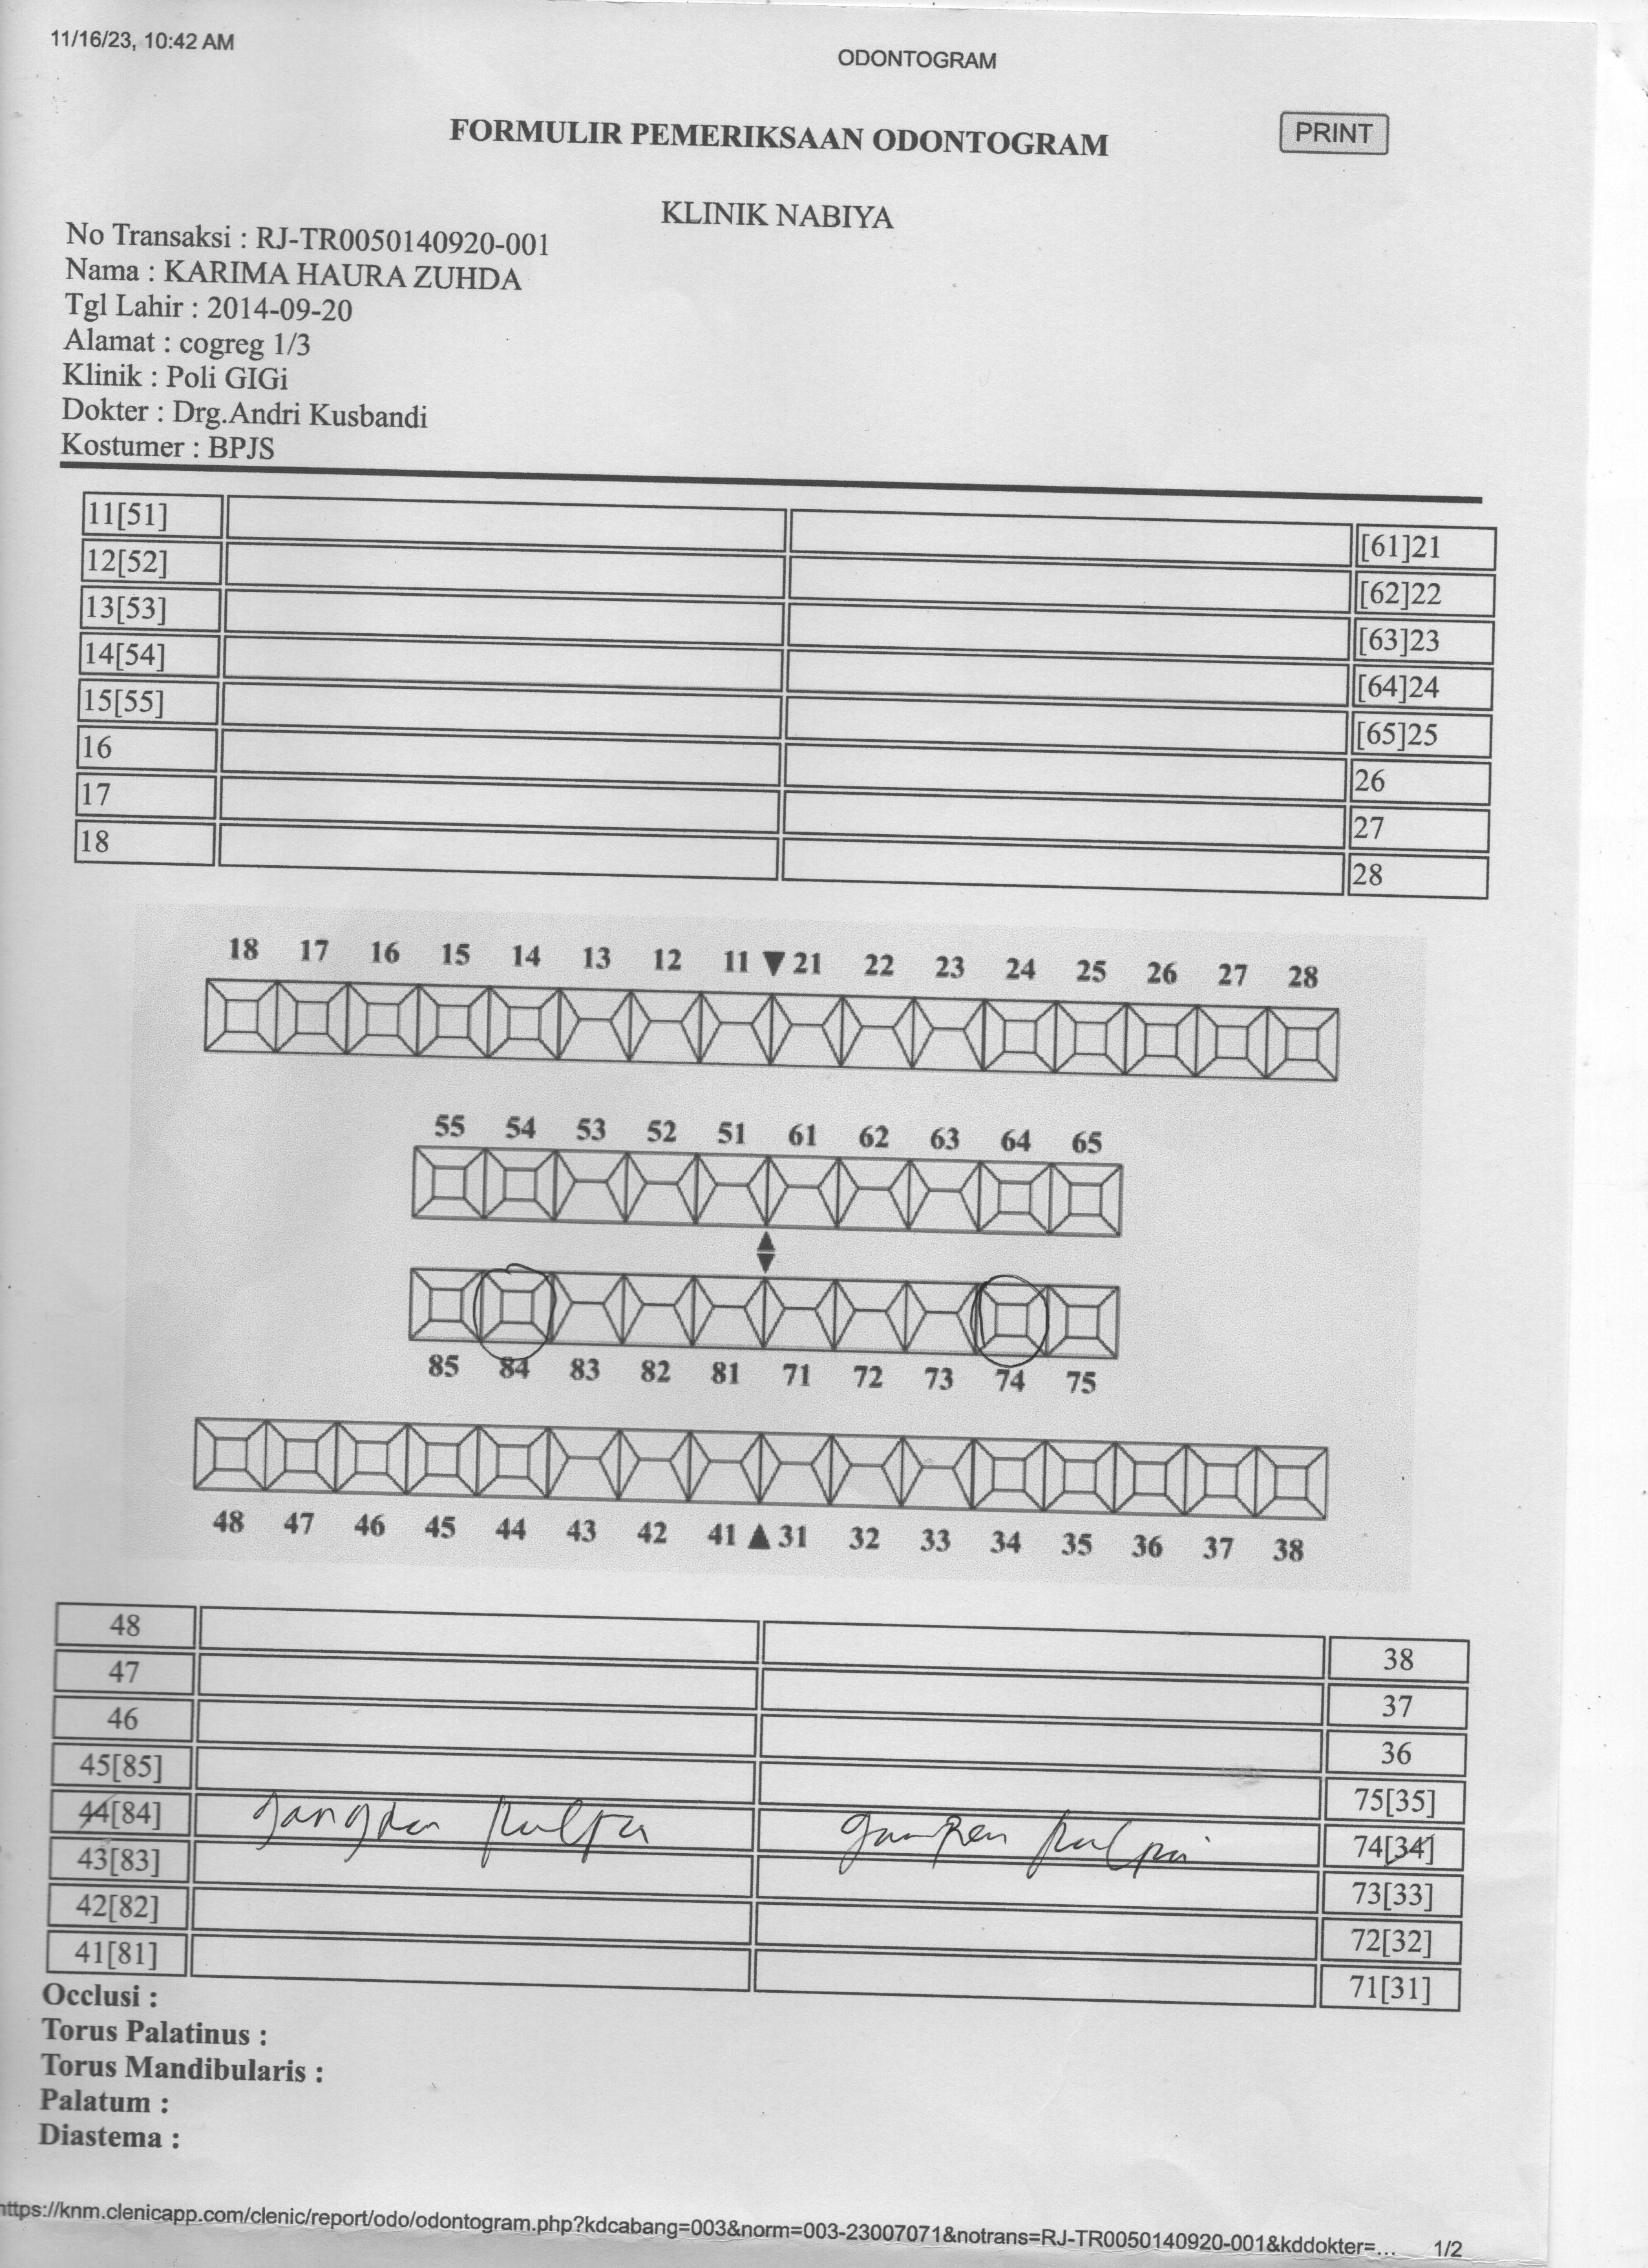 11/16/23, 10:42 AM
ODONTOGRAM
FORMULIR PEMERIKSAAN ODONTOGRAM
PRINT
KLINIK NABIYA
No Transaksi : RJ-TR0050140920-001
Nama : KARIMA HAURA ZUHDA
Tgl Lahir : 2014-09-20
Alamat : cogreg 1/3
Klinik : Poli GIGi
Dokter : Drg.Andri Kusbandi
Kostumer : BPJS
11[51] [61]21
12[52] [62]22
13[53] [63]23
14[54] [64]24
15[55] [65]25
16 26
17 27
18 28
18 17 16 15 14 13 12 11 ▼ 21 22 23 24 25 26 27 28
55 54 53 52 51 61 62 63 64 65
85 84 83 82 81 71 72 73 74 75
48 47 46 45 44 43 42 41 ▲ 31 32 33 34 35 36 37 38
48 38
47 37
46 36
45[85] 75[35]
44[84] pulpa pulpa 74[34]
43[83] 73[33]
42[82] 72[32]
41[81] 71[31]
Occlusi :
Torus Palatinus :
Torus Mandibularis :
Palatum :
Diastema :
https://knm.clenicapp.com/clenic/report/odo/odontogram.php?kdcabang=003&norm=003-23007071&notrans=RJ-TR0050140920-001&kddokter=... 1/2